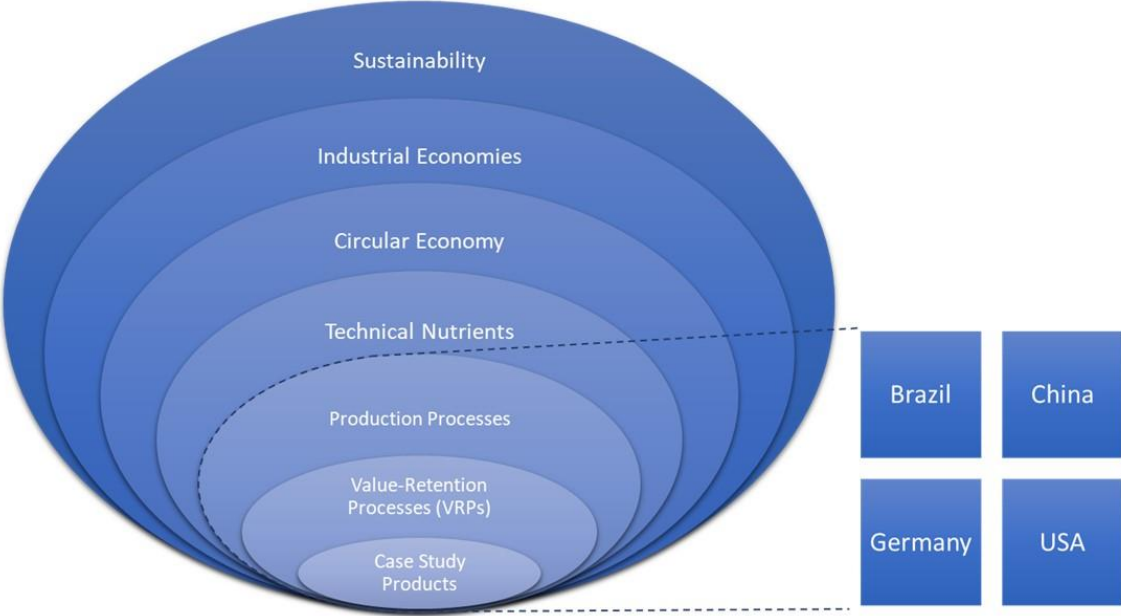 Sustainability
Industrial Economies
Circular Economy
Technical Nutrients
Production Processes
Value-Retention
Processes (VRPs)
Case Study
Products
Brazil
China
Germany
USA